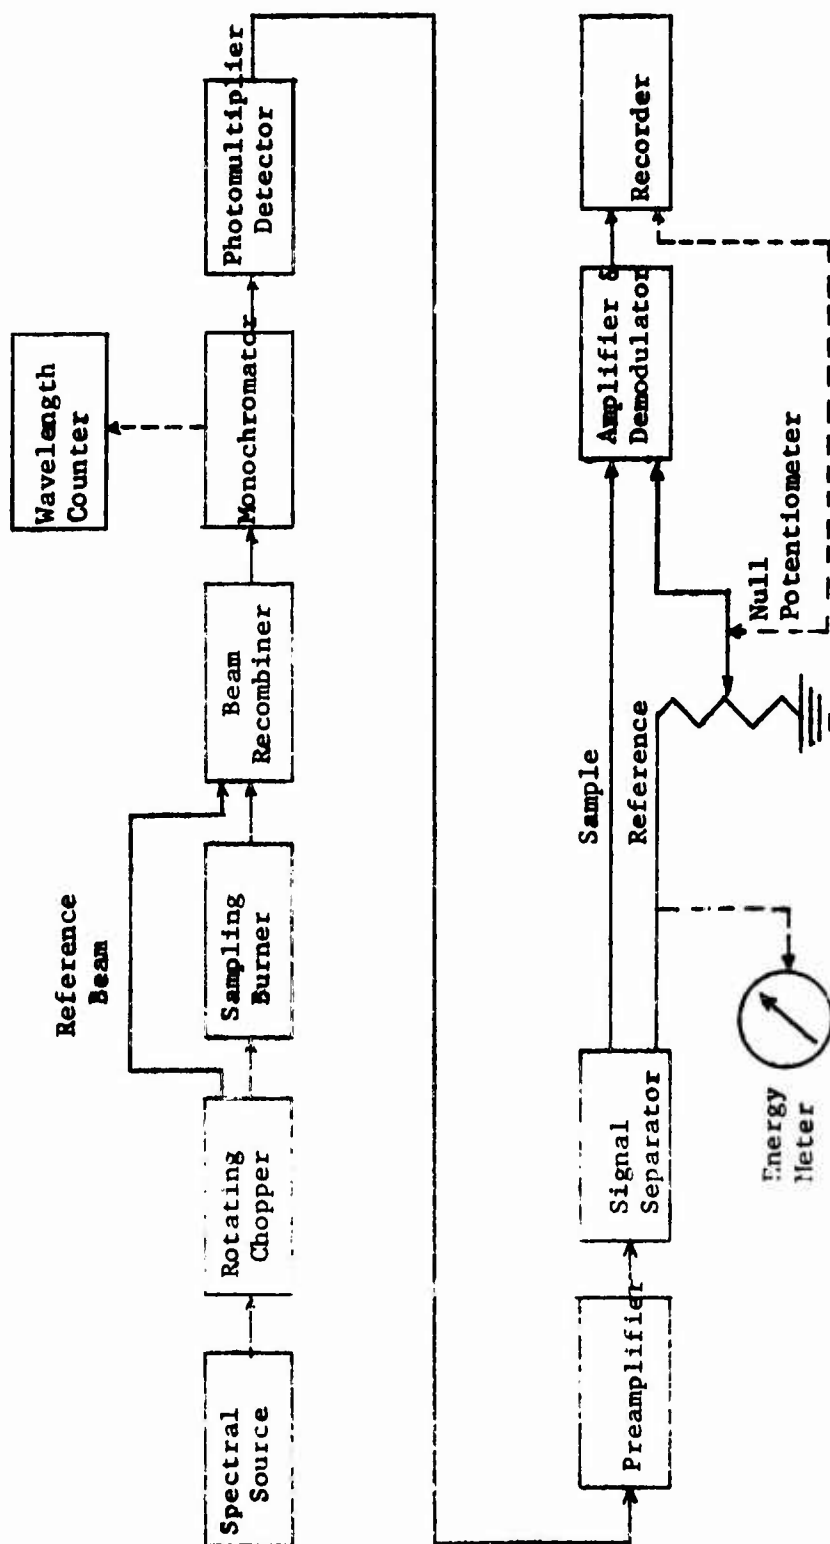 Spectral
Source
Rotating
Chopper
Reference
Beam
Sampling
Burner
Beam
Recombiner
Monochromator
Wavelength
Counter
Photomultiplier
Detector
Preamplifier
Signal
Separator
Energy
Meter
Sample
Reference
Null
Potentiometer
Amplifier &
Demodulator
Recorder